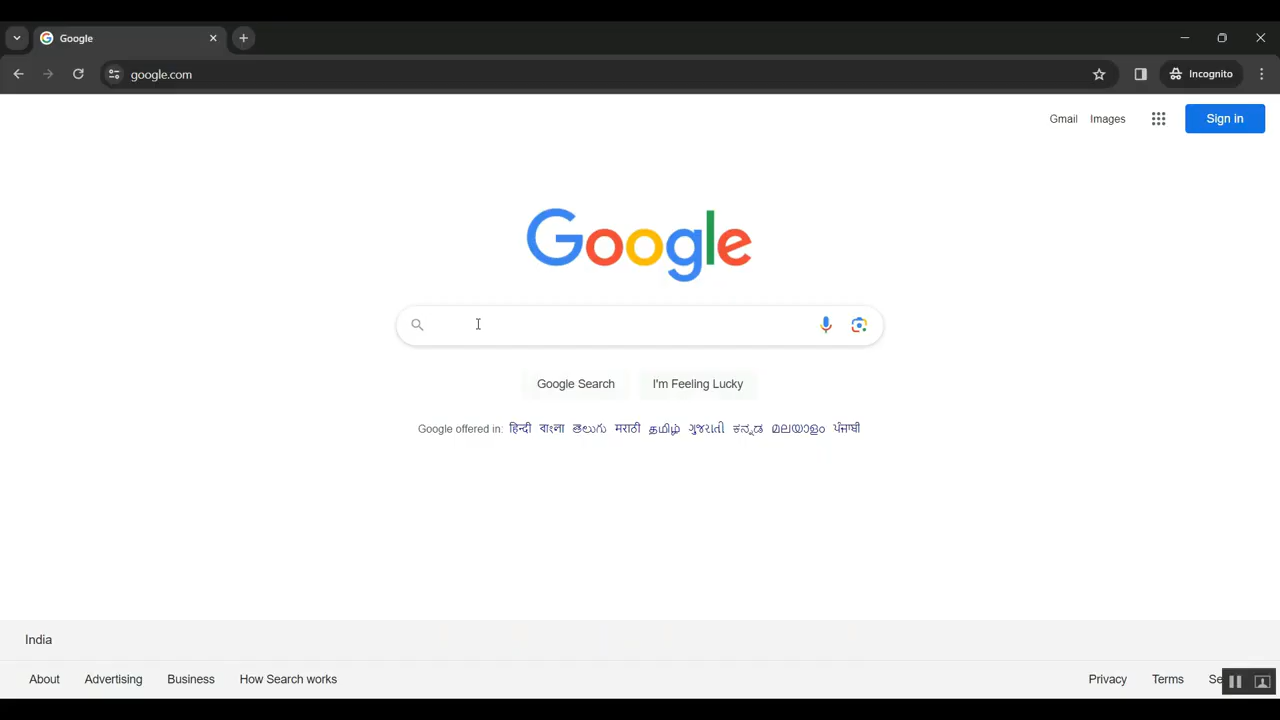 Google
google.com
Incognito
Gmail Images Sign in
Google
Google Search I'm Feeling Lucky
Google offered in: हिन्दी বাংলা తెలుగు मराठी தமிழ் ગુજરાતી ಕನ್ನಡ മലയാളം ਪੰਜਾਬੀ
India
About Advertising Business How Search works Privacy Terms Se